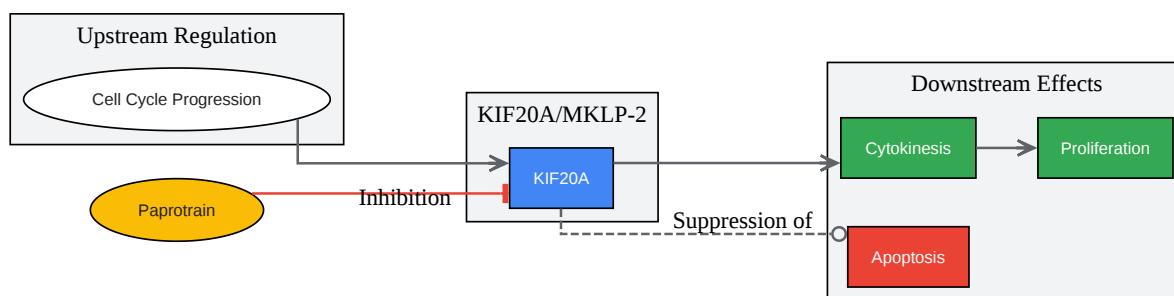 Upstream Regulation
Cell Cycle Progression
Paprotrain
Inhibition
KIF20A/MKLP-2
KIF20A
Suppression of
Downstream Effects
Cytokinesis
Proliferation
Apoptosis